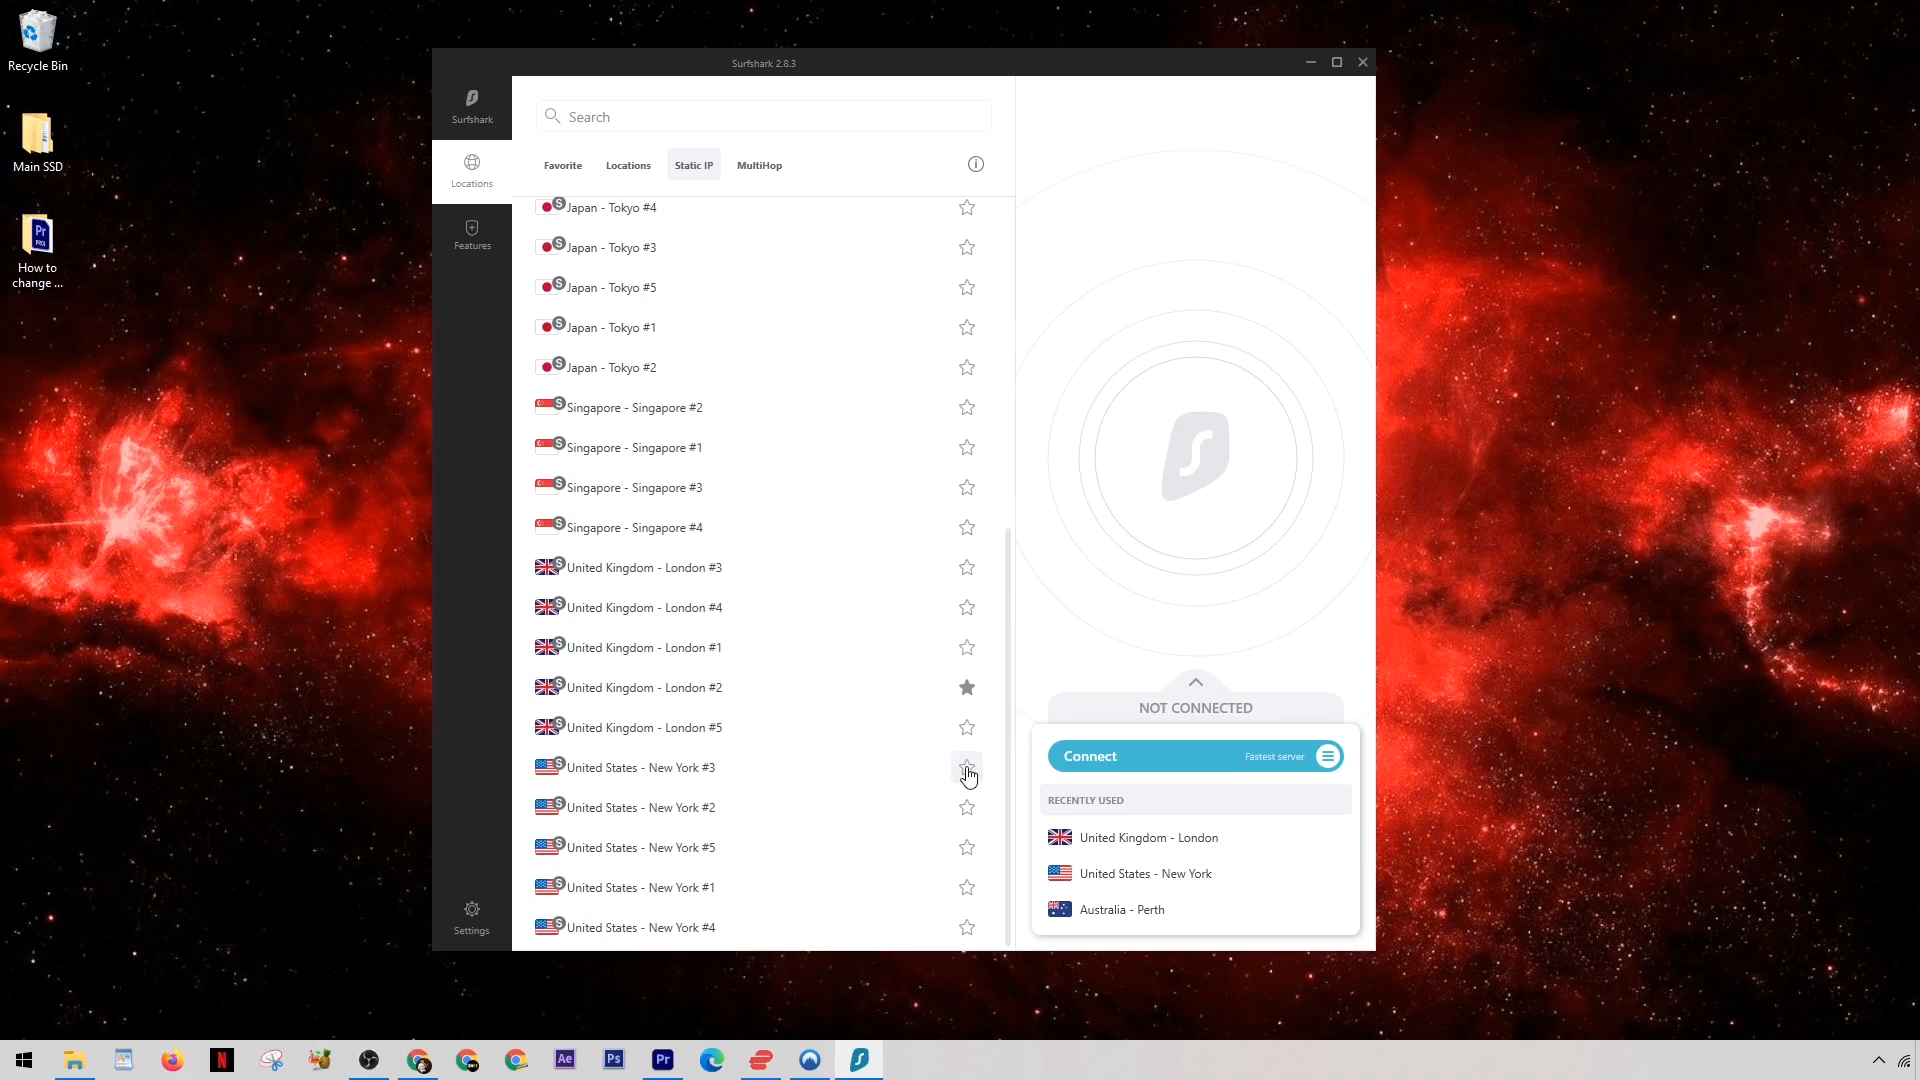 Recycle Bin
Main SSD
How to
change ...
Surfshark 2.8.3
Surfshark
Locations
Features
Settings
Search
Favorite
Locations
Static IP
MultiHop
Japan - Tokyo #4
Japan - Tokyo #3
Japan - Tokyo #5
Japan - Tokyo #1
Japan - Tokyo #2
Singapore - Singapore #2
Singapore - Singapore #1
Singapore - Singapore #3
Singapore - Singapore #4
United Kingdom - London #3
United Kingdom - London #4
United Kingdom - London #1
United Kingdom - London #2
United Kingdom - London #5
United States - New York #3
United States - New York #2
United States - New York #5
United States - New York #1
United States - New York #4
NOT CONNECTED
Connect
Fastest server
RECENTLY USED
United Kingdom - London
United States - New York
Australia - Perth
Ae
Ps
Pr